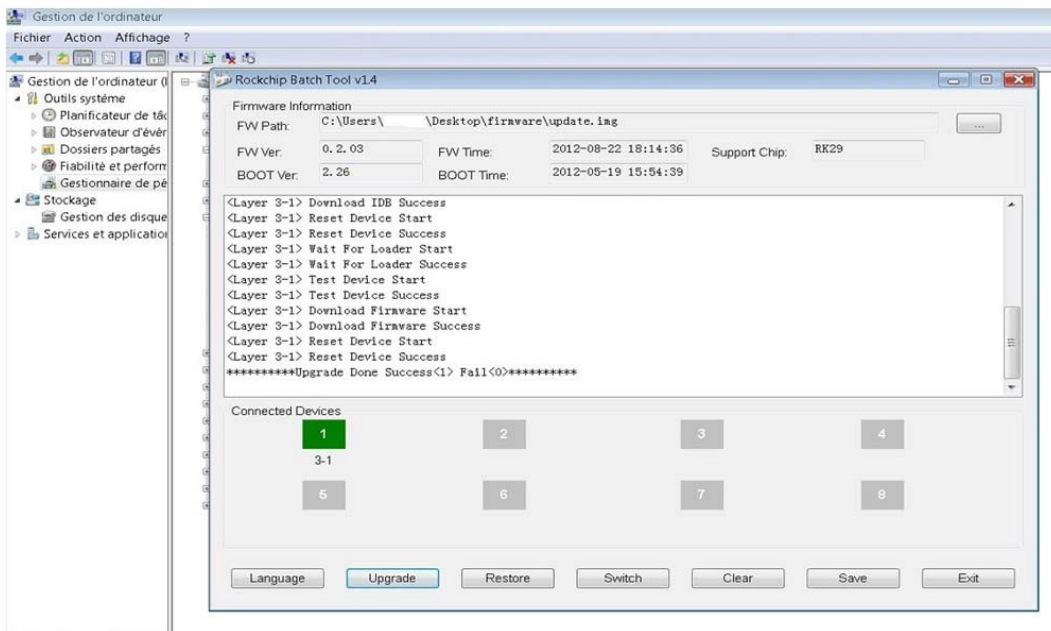 Gestion de l'ordinateur
Fichier Action Affichage ?
Gestion de l'ordinateur (l
Outils système
Planificateur de tâc
Observateur d'évèr
Dossiers partagés
Fiabilité et perform
Gestionnaire de pé
Stockage
Gestion des disque
Services et application
Rockchip Batch Tool v1.4
Firmware Information
FW Path: C:\Users\ \Desktop\firmware\update.img ...
FW Ver: 0.2.03 FW Time: 2012-08-22 18:14:36 Support Chip: RK29
BOOT Ver: 2.26 BOOT Time: 2012-05-19 15:54:39
<Layer 3-1> Download IDB Success
<Layer 3-1> Reset Device Start
<Layer 3-1> Reset Device Success
<Layer 3-1> Wait For Loader Start
<Layer 3-1> Wait For Loader Success
<Layer 3-1> Test Device Start
<Layer 3-1> Test Device Success
<Layer 3-1> Download Firmware Start
<Layer 3-1> Download Firmware Success
<Layer 3-1> Reset Device Start
<Layer 3-1> Reset Device Success
**********Upgrade Done Success<1> Fail<0>**********
Connected Devices
1 2 3 4
3-1
5 6 7 8
Language Upgrade Restore Switch Clear Save Exit